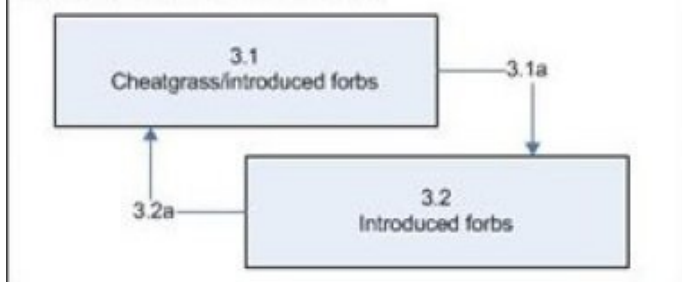 3.1
Cheatgrass/introduced forbs
3.1a
3.2a
3.2
Introduced forbs